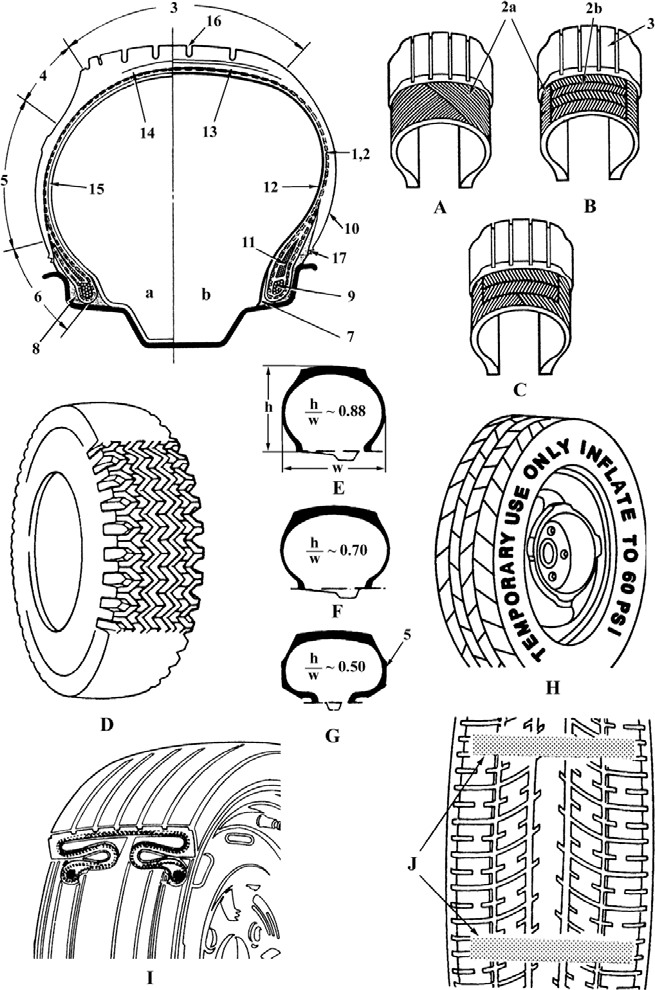 3
16
2a
2b
3
4
14
13
1,2
A
B
5
15
12
10
11
17
6
a
b
9
8
7
C
h
h/w ~ 0.88
w
E
TEMPORARY USE ONLY INFLATE TO 60 PSI
h/w ~ 0.70
F
5
h/w ~ 0.50
H
D
G
J
I